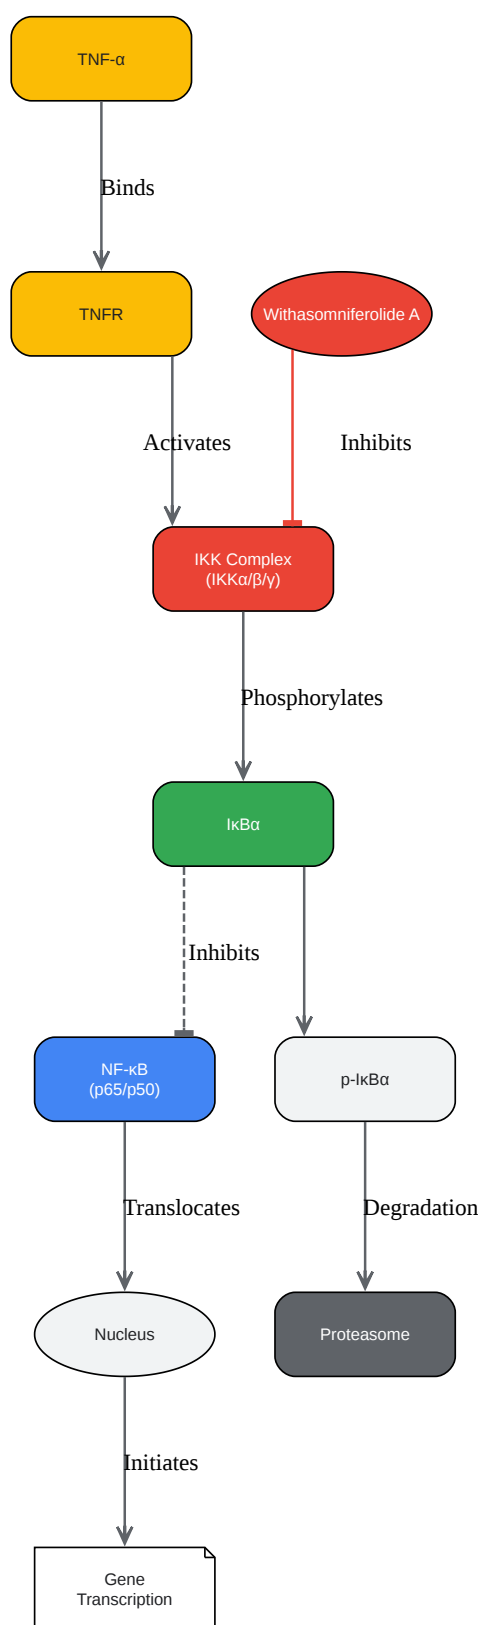 TNF-α
Binds
TNFR
Withasomniferolide A
Activates
Inhibits
IKK Complex
(IKKα/β/γ)
Phosphorylates
IκBα
Inhibits
NF-κB
(p65/p50)
p-IκBα
Translocates
Degradation
Nucleus
Proteasome
Initiates
Gene
Transcription